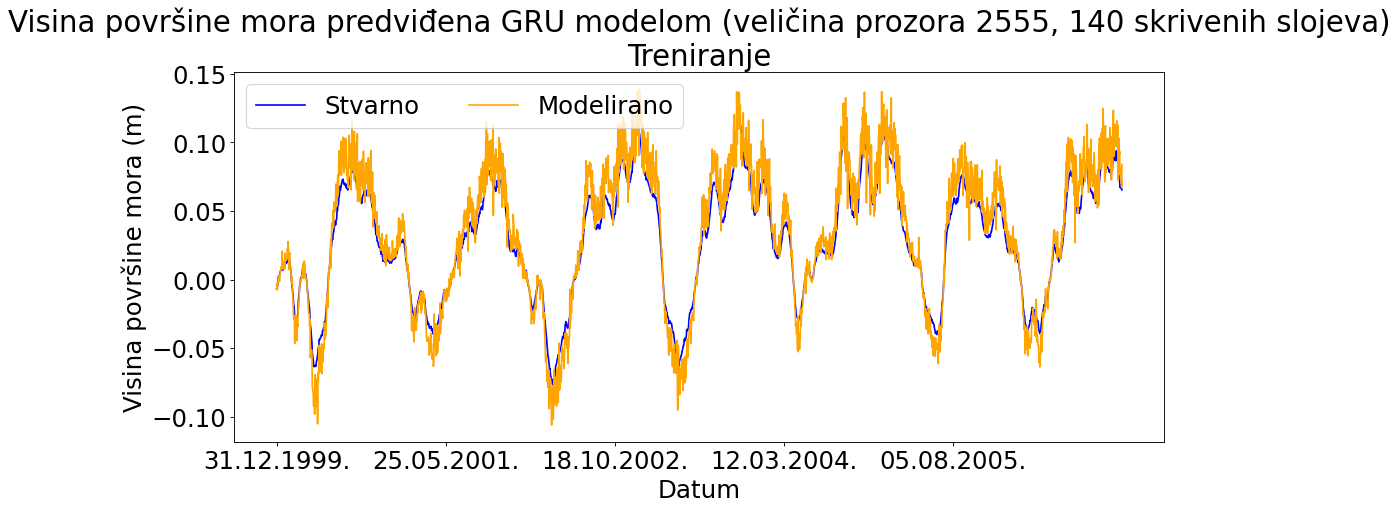 Visina površine mora predviđena GRU modelom (veličina prozora 2555, 140 skrivenih slojeva)
Treniranje
Stvarno Modelirano
Visina površine mora (m)
0.15
0.10
0.05
0.00
−0.05
−0.10
31.12.1999. 25.05.2001. 18.10.2002. 12.03.2004. 05.08.2005.
Datum